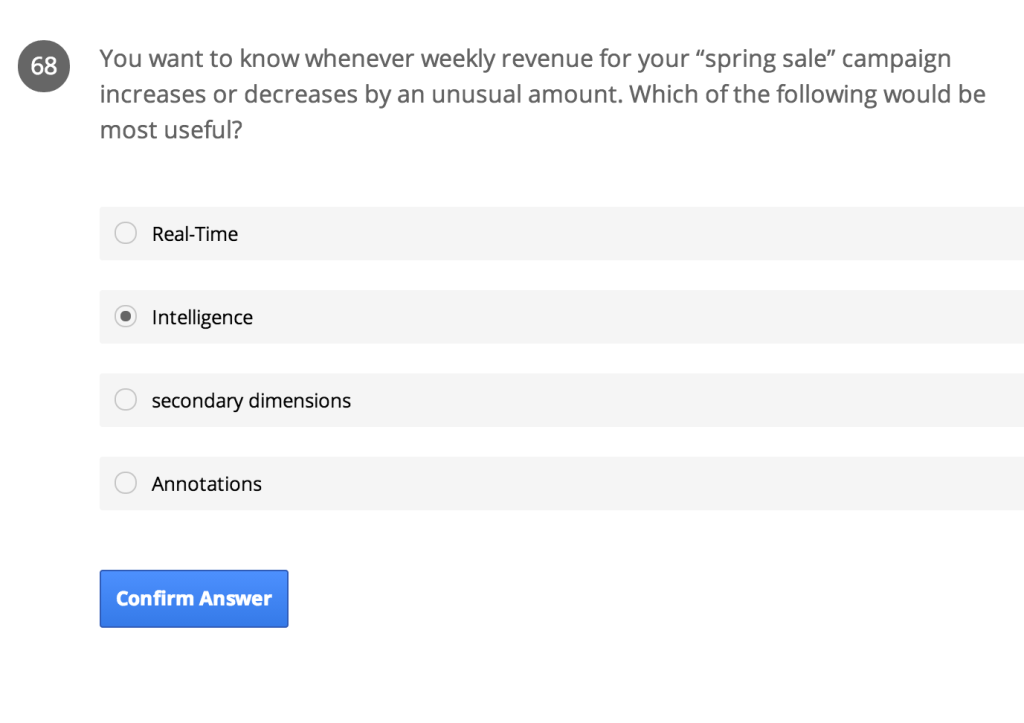 68
You want to know whenever weekly revenue for your “spring sale” campaign
increases or decreases by an unusual amount. Which of the following would be
most useful?
Real-Time
Intelligence
secondary dimensions
Annotations
Confirm Answer